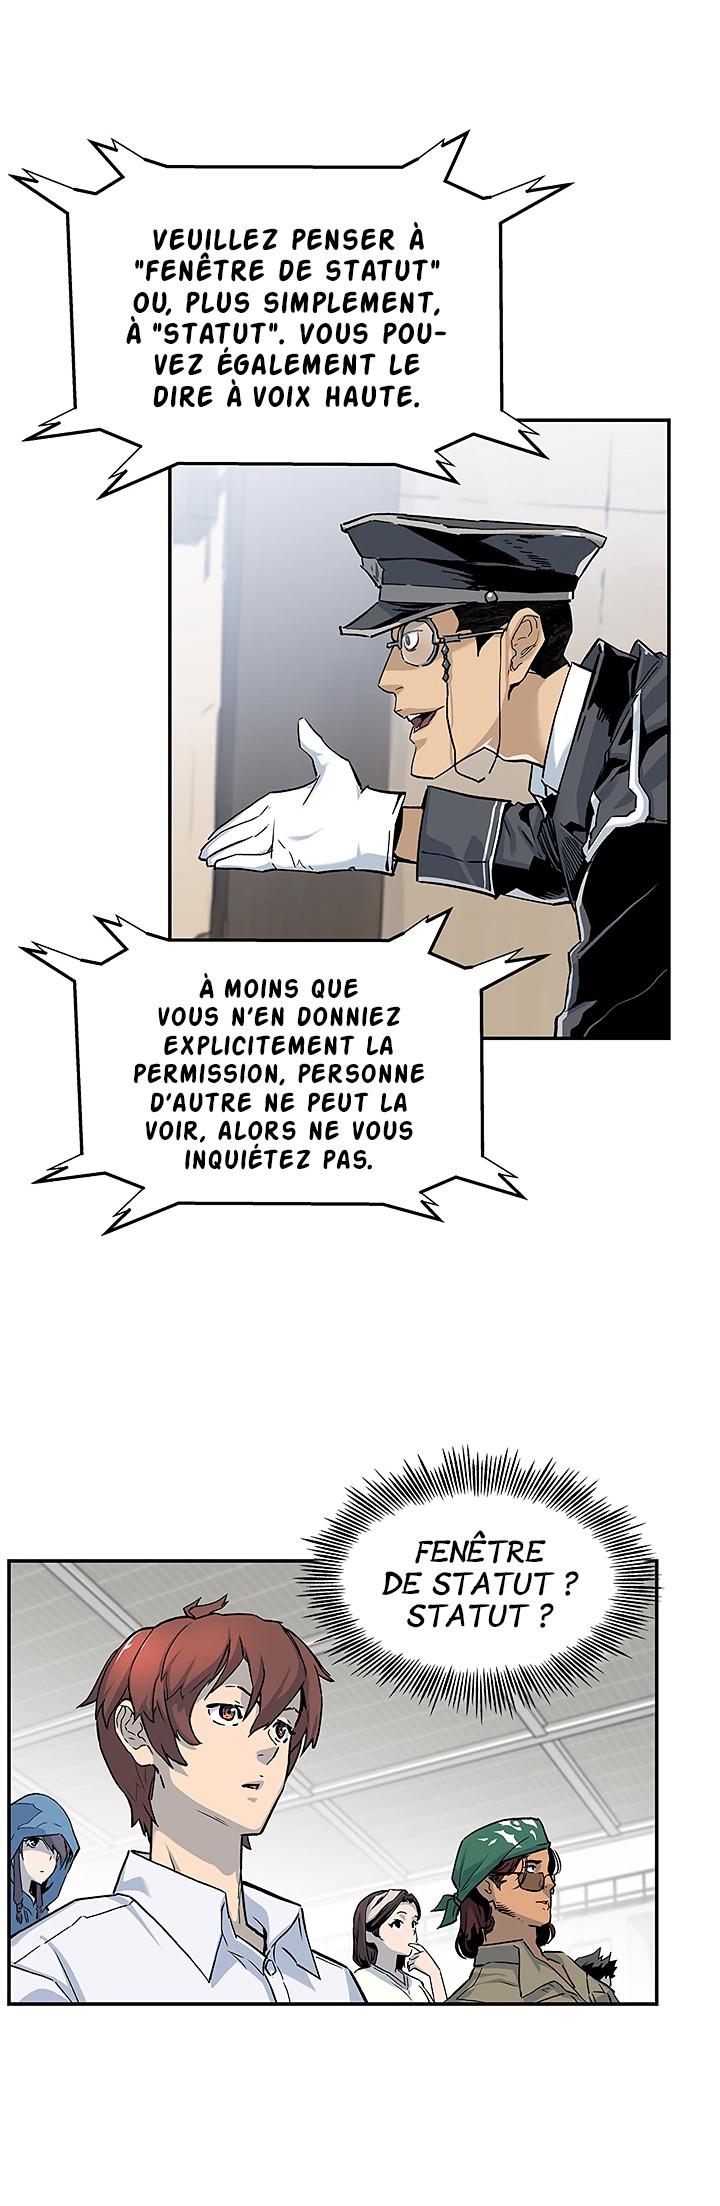 VEUILLEZ PENSER À
"FENÊTRE DE STATUT"
OU, PLUS SIMPLEMENT,
À "STATUT". VOUS POU-
VEZ ÉGALEMENT LE
DIRE À VOIX HAUTE.
À MOINS QUE
VOUS N'EN DONNIEZ
EXPLICITEMENT LA
PERMISSION, PERSONNE
D'AUTRE NE PEUT LA
VOIR, ALORS NE VOUS
INQUIÉTEZ PAS.
FENÊTRE
DE STATUT ?
STATUT ?